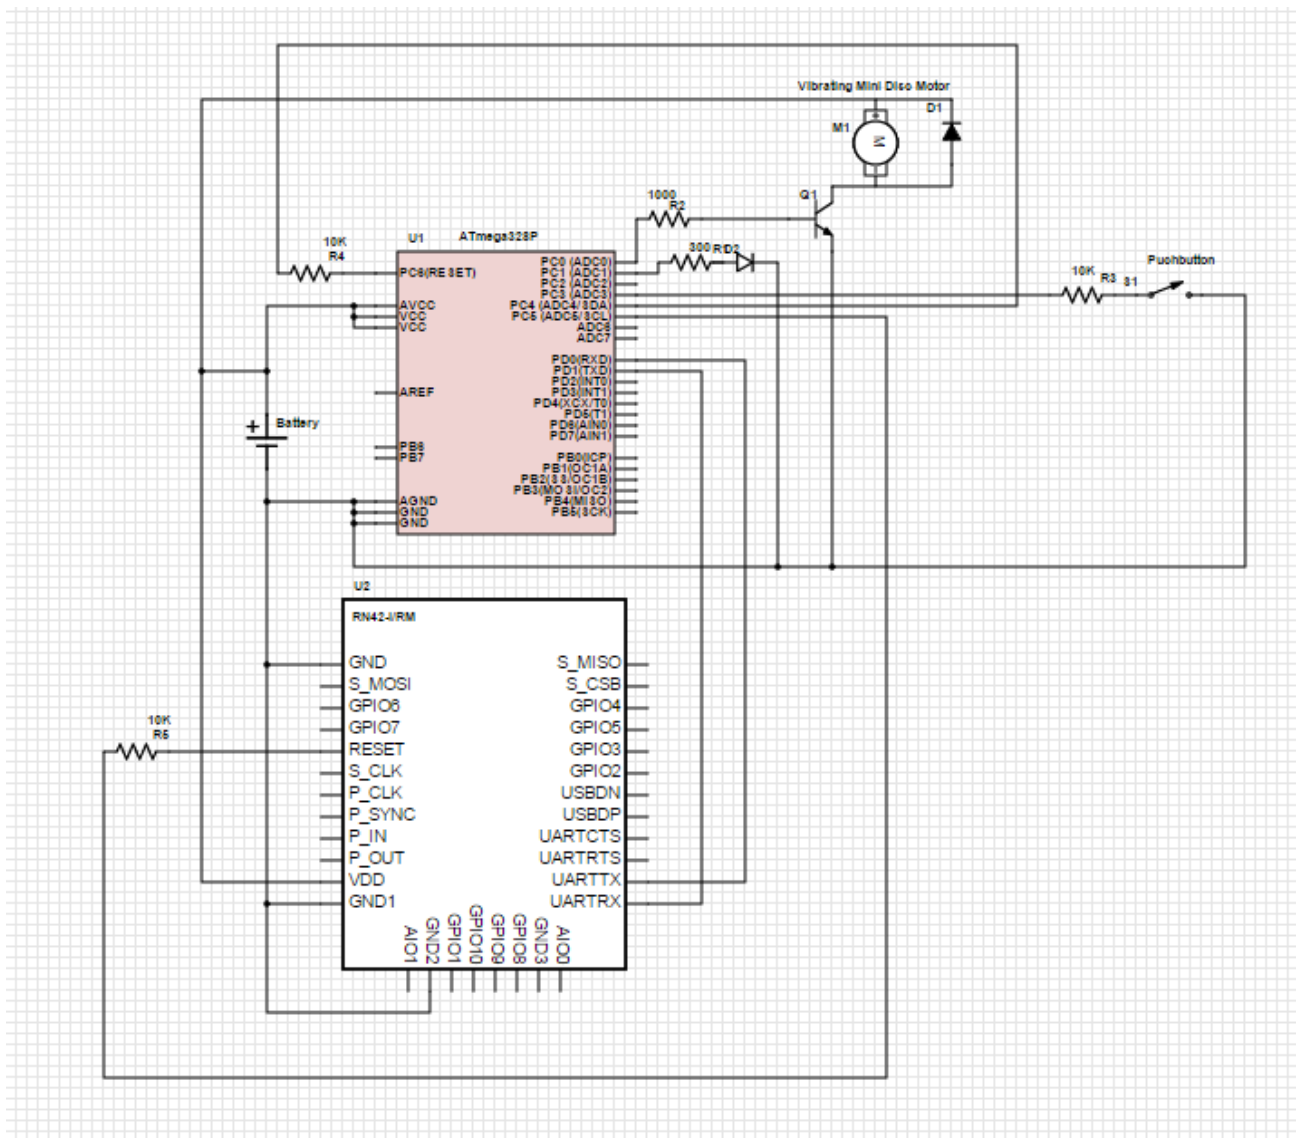 Vibrating Mini Disc Motor
D1
M1
M
Q1
1000
R2
U1
ATmega328P
10K
R4
300
R1
D2
Puchbutton
10K
R3
S1
PC6(RESET)
AVCC
VCC
VCC
AREF
PB6
PB7
AGND
GND
GND
PC0 (ADC0)
PC1 (ADC1)
PC2 (ADC2)
PC3 (ADC3)
PC4 (ADC4/SDA)
PC5 (ADC5/SCL)
ADC6
ADC7
PD0(RXD)
PD1(TXD)
PD2(INT0)
PD3(INT1)
PD4(XCX/T0)
PD5(T1)
PD6(AIN0)
PD7(AIN1)
PB0(ICP)
PB1(OC1A)
PB2(SS/OC1B)
PB3(MOSI/OC2)
PB4(MISO)
PB5(SCK)
+
Battery
U2
RN42-I/RM
GND
S_MOSI
GPIO6
GPIO7
RESET
S_CLK
P_CLK
P_SYNC
P_IN
P_OUT
VDD
GND1
S_MISO
S_CSB
GPIO4
GPIO5
GPIO3
GPIO2
USBDN
USBDP
UARTCTS
UARTRTS
UARTTX
UARTRX
AIO1
GND2
GPIO1
GPIO10
GPIO9
GPIO8
GND3
AIO0
10K
R5